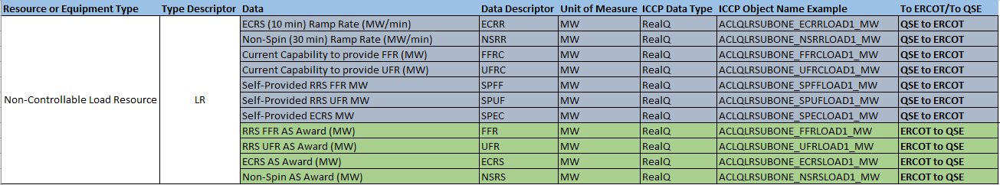 Resource or Equipment Type Type Descriptor Data Data Descriptor Unit of Measure ICCP Data Type ICCP Object Name Example To ERCOT/To QSE
ECRS (10 min) Ramp Rate (MW/min) ECRR MW RealQ ACLQLRSUBONE_ECRRLOAD1_MW QSE to ERCOT
Non-Spin (30 min) Ramp Rate (MW/min) NSRR MW RealQ ACLQLRSUBONE_NSRRLOAD1_MW QSE to ERCOT
Current Capability to provide FFR (MW) FFRC MW RealQ ACLQLRSUBONE_FFRCLOAD1_MW QSE to ERCOT
Current Capability to provide UFR (MW) UFRC MW RealQ ACLQLRSUBONE_UFRCLOAD1_MW QSE to ERCOT
Self-Provided RRS FFR MW SPFF MW RealQ ACLQLRSUBONE_SPFFLOAD1_MW QSE to ERCOT
Non-Controllable Load Resource LR Self-Provided RRS UFR MW SPUF MW RealQ ACLQLRSUBONE_SPUFLOAD1_MW QSE to ERCOT
Self-Provided ECRS MW SPEC MW RealQ ACLQLRSUBONE_SPECLOAD1_MW QSE to ERCOT
RRS FFR AS Award (MW) FFR MW RealQ ACLQLRSUBONE_FFRLOAD1_MW ERCOT to QSE
RRS UFR AS Award (MW) UFR MW RealQ ACLQLRSUBONE_UFRLOAD1_MW ERCOT to QSE
ECRS AS Award (MW) ECRS MW RealQ ACLQLRSUBONE_ECRSLOAD1_MW ERCOT to QSE
Non-Spin AS Award (MW) NSRS MW RealQ ACLQLRSUBONE_NSRSLOAD1_MW ERCOT to QSE